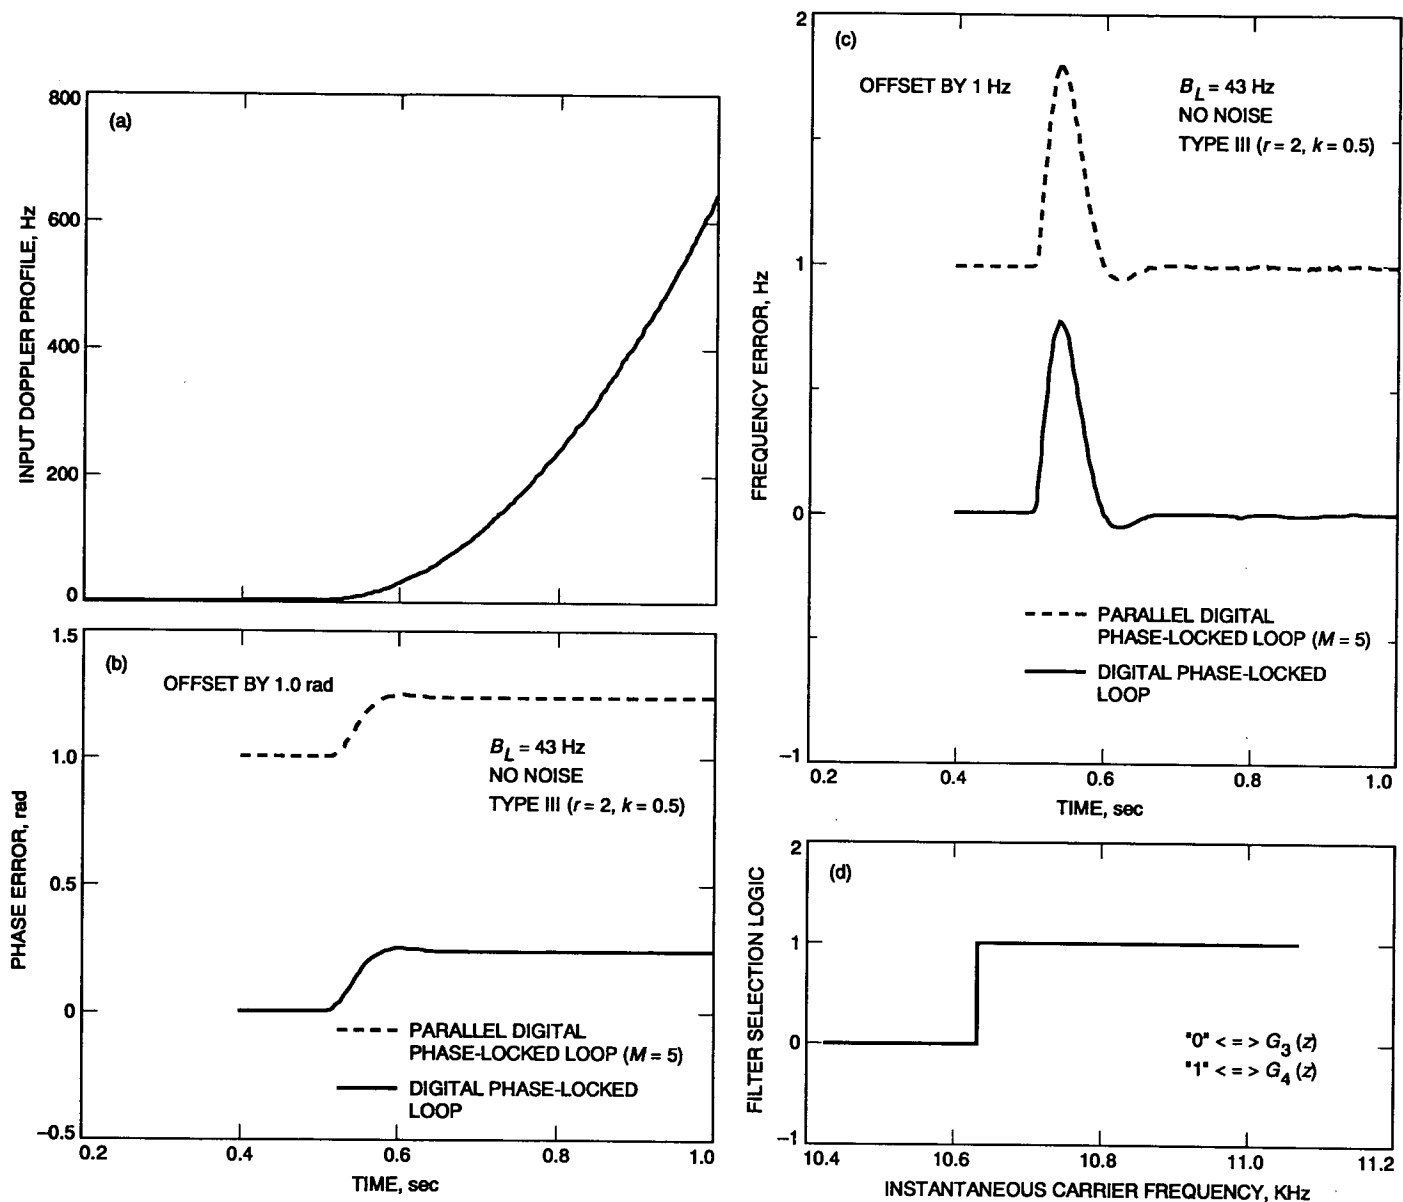 (a)
800
600
400
200
0
INPUT DOPPLER PROFILE, Hz
(b)
OFFSET BY 1.0 rad
B_L = 43 Hz
NO NOISE
TYPE III (r = 2, k = 0.5)
1.5
1.0
0.5
0
–0.5
PHASE ERROR, rad
PARALLEL DIGITAL
PHASE-LOCKED LOOP (M = 5)
DIGITAL PHASE-LOCKED
LOOP
0.2 0.4 0.6 0.8 1.0
TIME, sec
(c)
OFFSET BY 1 Hz
B_L = 43 Hz
NO NOISE
TYPE III (r = 2, k = 0.5)
2
1
0
–1
FREQUENCY ERROR, Hz
PARALLEL DIGITAL
PHASE-LOCKED LOOP (M = 5)
DIGITAL PHASE-LOCKED
LOOP
0.2 0.4 0.6 0.8 1.0
TIME, sec
(d)
2
1
0
–1
FILTER SELECTION LOGIC
"0" < = > G_3 (z)
"1" < = > G_4 (z)
10.4 10.6 10.8 11.0 11.2
INSTANTANEOUS CARRIER FREQUENCY, KHz